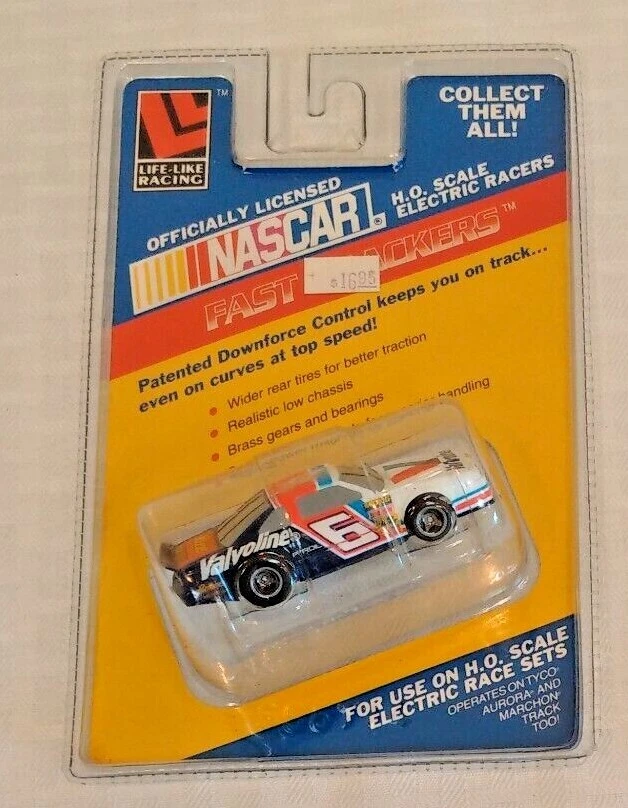 TM
LIFE-LIKE
RACING
COLLECT
THEM
ALL!
OFFICIALLY LICENSED
NASCAR®
H.O. SCALE
ELECTRIC RACERS
FAST ACKERS™
$16.95
Patented Downforce Control keeps you on track...
even on curves at top speed!
• Wider rear tires for better traction
• Realistic low chassis
• Brass gears and bearings
handling
Valvoline
6
FOR USE ON H.O. SCALE
ELECTRIC RACE SETS
OPERATES ON TYCO®
AURORA® AND
MARCHON®
TRACK
TOO!